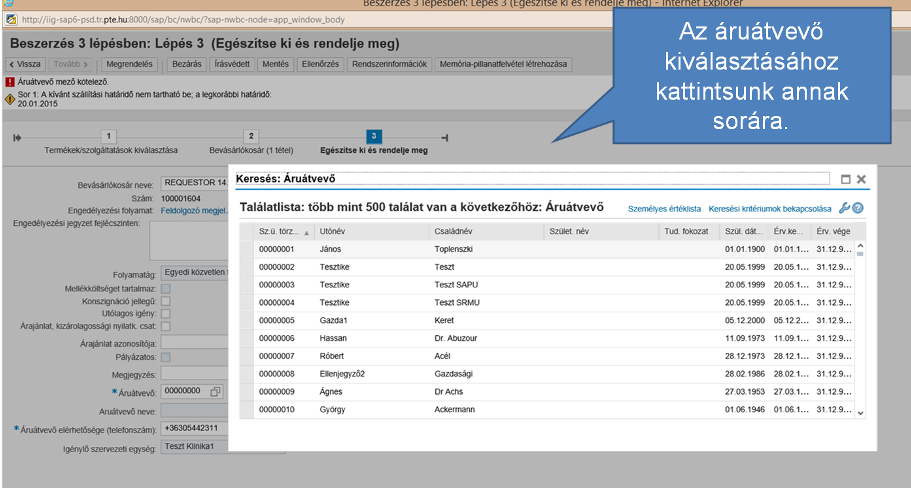 Beszerzés 3 lépésben: Lépés 3 (Egészítse ki és rendelje meg) - Internet Explorer
http://iig-sap6-psd.tr.pte.hu:8000/sap/bc/nwbc/?sap-nwbc-node=app_window_body
Beszerzés 3 lépésben: Lépés 3 (Egészítse ki és rendelje meg)
Vissza Tovább Megrendelés Bezárás Írásvédett Mentés Ellenőrzés Rendszerinformációk Memória-pillanatfelvétel létrehozása
Áruátvevő mező kötelező.
Sor 1: A kívánt szállítási határidő nem tartható be; a legkorábbi határidő:
20.01.2015
Az áruátvevő
kiválasztásához
kattintsunk annak
sorára.
1 2 3
Termékek/szolgáltatások kiválasztása Bevásárlókosár (1 tétel) Egészítse ki és rendelje meg
Bevásárlókosár neve: REQUESTOR 14.
Szám: 100001604
Engedélyezési folyamat: Feldolgozó megjel.
Engedélyezési jegyzet fejlécszinten:
Folyamatág: Egyedi közvetlen
Mellékköltséget tartalmaz:
Konszignáció jellegű:
Utólagos igény:
Árajánlat, kizárolagossági nyilatk. csat:
Árajánlat azonosítója:
Pályázatos:
Megjegyzés:
* Áruátvevő: 00000000
Áruátvevő neve:
* Áruátvevő elérhetősége (telefonszám): +36305442311
Igénylő szervezeti egység: Teszt Klinika1
Keresés: Áruátvevő
Találatlista: több mint 500 találat van a következőhöz: Áruátvevő Személyes értéklista Keresési kritériumok bekapcsolása
Sz.ü. törz... Utónév Családnév Szület. név Tud. fokozat Szül. dát... Érv.ke... Érv. vége
00000001 János Toplenszki 01.01.1900 01.01.1... 31.12.9...
00000002 Tesztike Teszt 20.05.1999 20.05.1... 31.12.9...
00000003 Tesztike Teszt SAPU 20.05.1999 20.05.1... 31.12.9...
00000004 Tesztike Teszt SRMU 20.05.1999 20.05.1... 31.12.9...
00000005 Gazda1 Keret 05.12.2000 05.12.2... 31.12.9...
00000006 Hassan Dr. Abuzour 11.09.1973 11.09.1... 31.12.9...
00000007 Róbert Acél 28.12.1973 28.12.1... 31.12.9...
00000008 Ellenjegyző2 Gazdasági 28.02.1986 28.02.1... 31.12.9...
00000009 Ágnes Dr Achs 27.03.1953 27.03.1... 31.12.9...
00000010 György Ackermann 01.06.1946 01.06.1... 31.12.9...